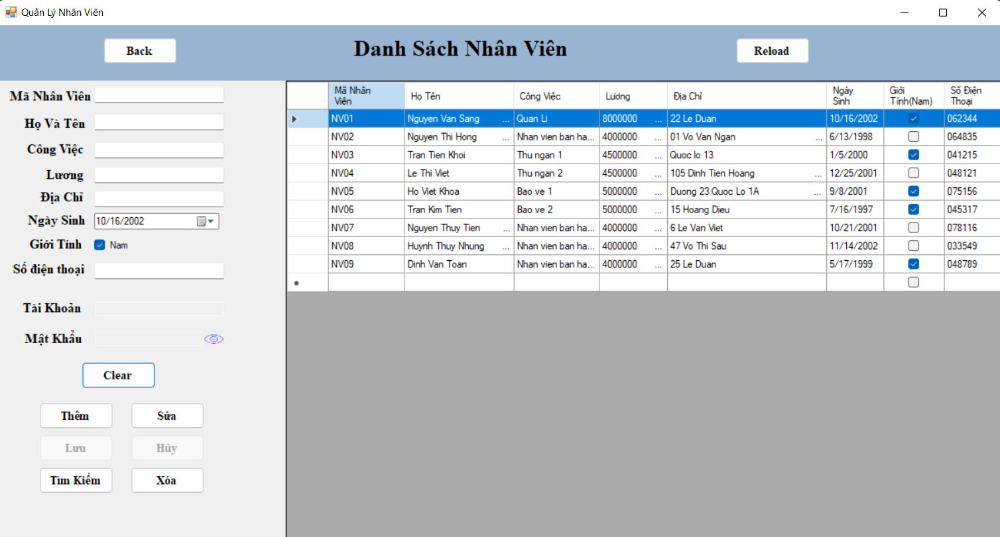 Quản Lý Nhân Viên
Back
Danh Sách Nhân Viên
Reload
Mã Nhân Viên
Họ Và Tên
Công Việc
Lương
Địa Chỉ
Ngày Sinh 10/16/2002
Giới Tính Nam
Số điện thoại
Tài Khoản
Mật Khẩu
Clear
Thêm Sửa
Lưu Hủy
Tìm Kiếm Xóa
Mã Nhân Viên Họ Tên Công Việc Lương Địa Chỉ Ngày Sinh Giới Tính(Nam) Số Điện Thoại
NV01 Nguyen Van Sang ... Quan Li 8000000 ... 22 Le Duan 10/16/2002 062344
NV02 Nguyen Thi Hong ... Nhan vien ban ha... 4000000 ... 01 Vo Van Ngan ... 6/13/1998 064835
NV03 Tran Tien Khoi Thu ngan 1 4500000 ... Quoc lo 13 1/5/2000 041215
NV04 Le Thi Viet Thu ngan 2 4500000 ... 105 Dinh Tien Hoang ... 12/25/2001 048121
NV05 Ho Viet Khoa Bao ve 1 5000000 ... Duong 23 Quoc Lo 1A ... 9/8/2001 075156
NV06 Tran Kim Tien Bao ve 2 5000000 ... 15 Hoang Dieu 7/16/1997 045317
NV07 Nguyen Thuy Tien ... Nhan vien ban ha... 4000000 ... 6 Le Van Viet 10/21/2001 078116
NV08 Huynh Thuy Nhung ... Nhan vien ban ha... 4000000 ... 47 Vo Thi Sau 11/14/2002 033549
NV09 Dinh Van Toan Nhan vien ban ha... 4000000 ... 25 Le Duan 5/17/1999 048789